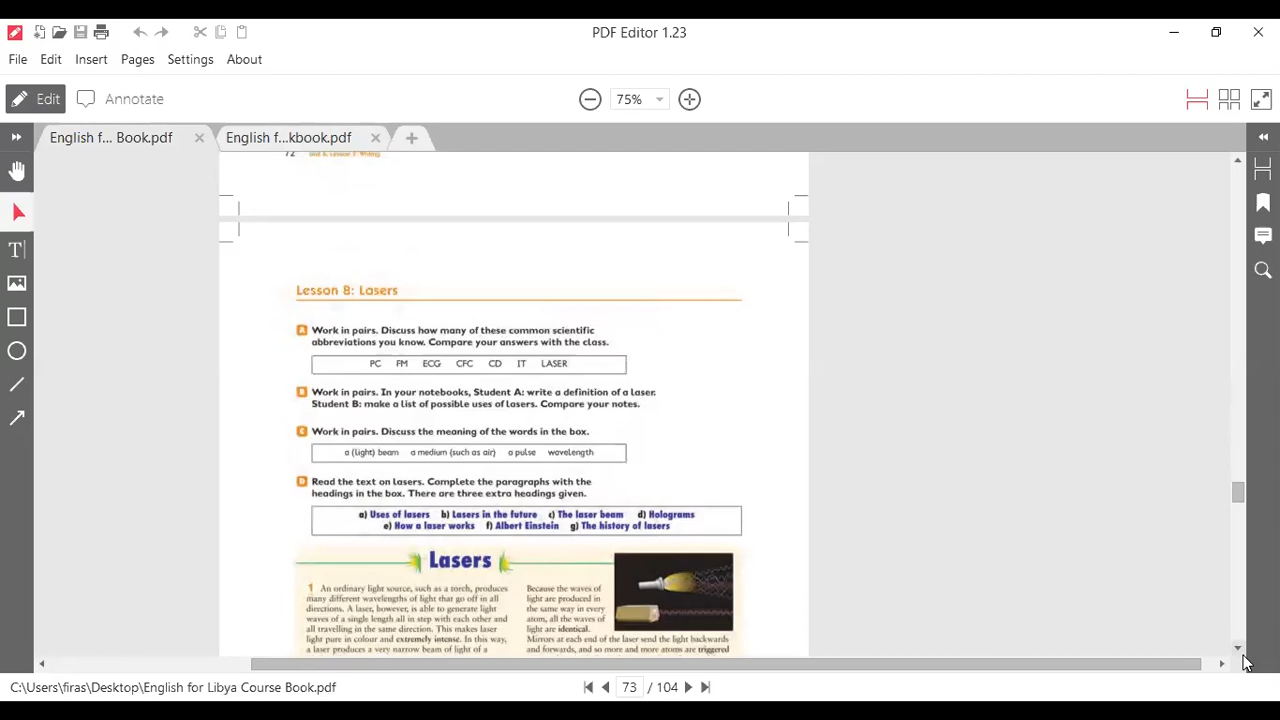 PDF Editor 1.23
File Edit Insert Pages Settings About
Edit Annotate 75%
English f... Book.pdf English f...kbook.pdf
72 Unit 6, Lesson 7: Writing
Lesson 8: Lasers
A Work in pairs. Discuss how many of these common scientific
abbreviations you know. Compare your answers with the class.
PC FM ECG CFC CD IT LASER
B Work in pairs. In your notebooks, Student A: write a definition of a laser.
Student B: make a list of possible uses of lasers. Compare your notes.
C Work in pairs. Discuss the meaning of the words in the box.
a (light) beam a medium (such as air) a pulse wavelength
D Read the text on lasers. Complete the paragraphs with the
headings in the box. There are three extra headings given.
a) Uses of lasers b) Lasers in the future c) The laser beam d) Holograms
e) How a laser works f) Albert Einstein g) The history of lasers
Lasers
1 An ordinary light source, such as a torch, produces
many different wavelengths of light that go off in all
directions. A laser, however, is able to generate light
waves of a single length all in step with each other and
all travelling in the same direction. This makes laser
light pure in colour and extremely intense. In this way,
a laser produces a very narrow beam of light of a
Because the waves of
light are produced in
the same way in every
atom, all the waves of
light are identical.
Mirrors at each end of the laser send the light backwards
and forwards, and so more and more atoms are triggered
C:\Users\firas\Desktop\English for Libya Course Book.pdf
73 / 104